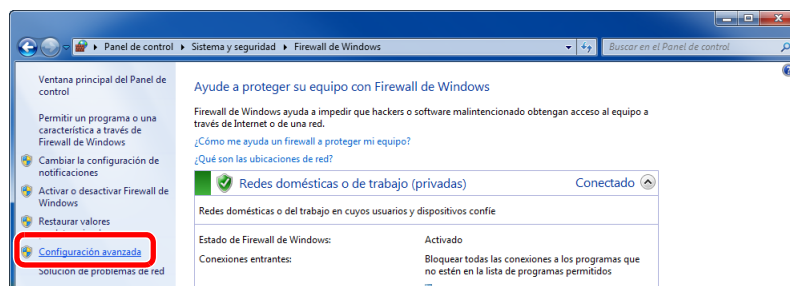 Panel de control ▸ Sistema y seguridad ▸ Firewall de Windows
Buscar en el Panel de control
Ventana principal del Panel de
control
Permitir un programa o una
característica a través de
Firewall de Windows
Cambiar la configuración de
notificaciones
Activar o desactivar Firewall de
Windows
Restaurar valores
Configuración avanzada
Solución de problemas de red
Ayude a proteger su equipo con Firewall de Windows
Firewall de Windows ayuda a impedir que hackers o software malintencionado obtengan acceso al equipo a
través de Internet o de una red.
¿Cómo me ayuda un firewall a proteger mi equipo?
¿Qué son las ubicaciones de red?
Redes domésticas o de trabajo (privadas)
Conectado
Redes domésticas o del trabajo en cuyos usuarios y dispositivos confíe
Estado de Firewall de Windows:
Activado
Conexiones entrantes:
Bloquear todas las conexiones a los programas que
no estén en la lista de programas permitidos